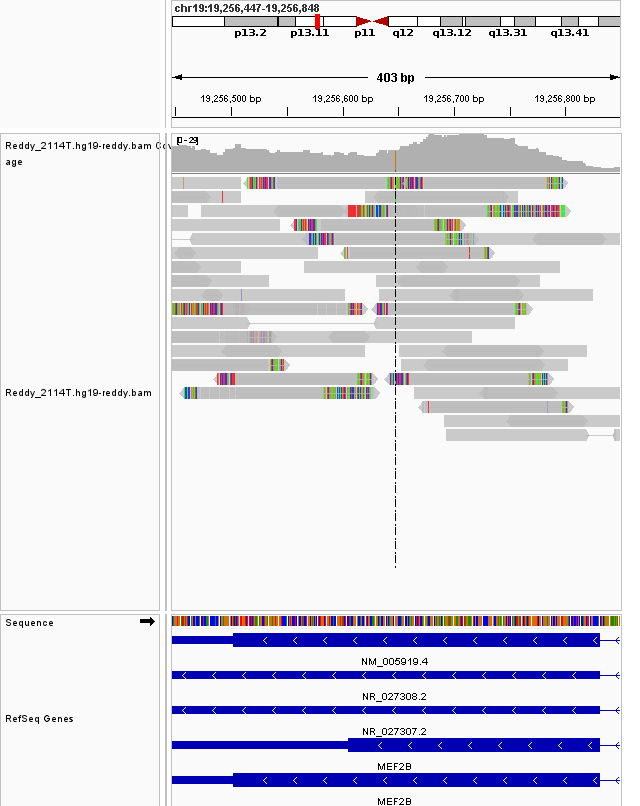 chr19:19,256,447-19,256,848
p13.2 p13.11 p11 q12 q13.12 q13.31 q13.41
403 bp
19,256,500 bp 19,256,600 bp 19,256,700 bp 19,256,800 bp
Reddy_2114T.hg19-reddy.bam Cov
age
[0-29]
Reddy_2114T.hg19-reddy.bam
Sequence
NM_005919.4
NR_027308.2
RefSeq Genes
NR_027307.2
MEF2B
MEF2B